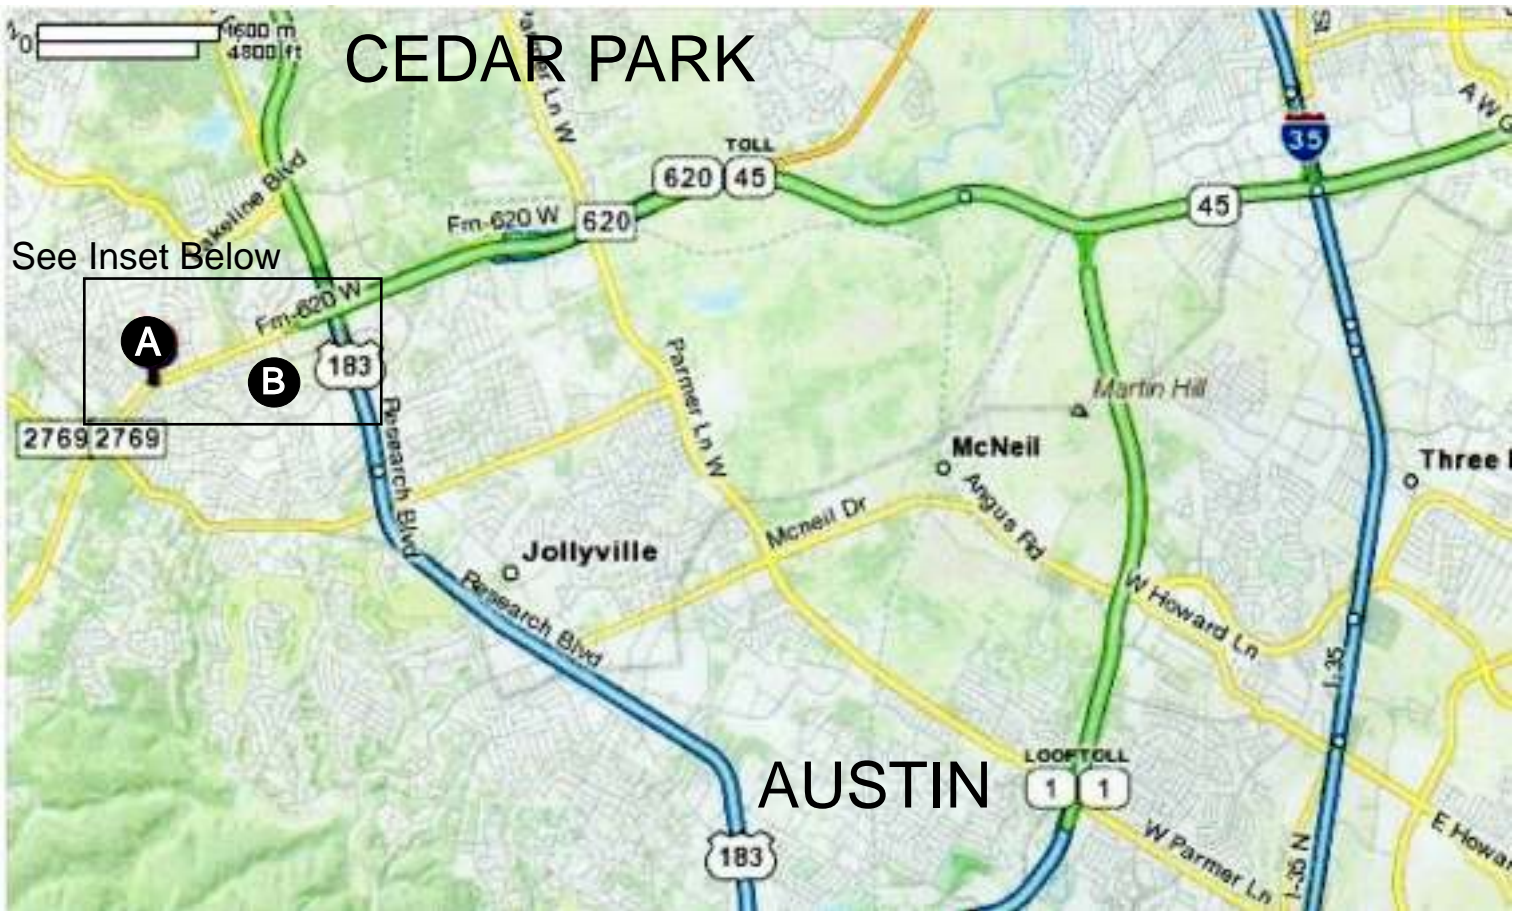 1600 m
0
4800 ft
CEDAR PARK
Parmer Ln W
TOLL
620 45
35
A W G
Lakeline Blvd
Fm-620 W
620
45
See Inset Below
Fm-620 W
A
B
183
Parmer Ln W
Martin Hill
2769 2769
Research Blvd
McNeil
Three
Angus Rd
Mcneil Dr
Jollyville
Research Blvd
W Howard Ln
I-35
AUSTIN
LOOP TOLL
1 1
183
W Parmer Ln
E Howar
I-35 N